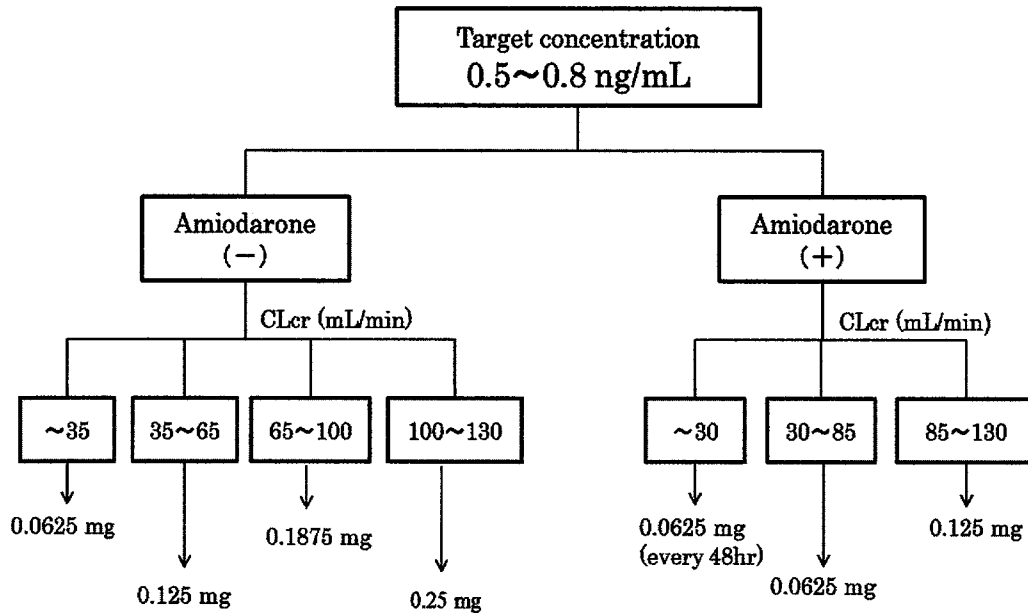 Target concentration
0.5〜0.8 ng/mL
Amiodarone
(−)
Amiodarone
(+)
CLcr (mL/min)
CLcr (mL/min)
〜35
35〜65
65〜100
100〜130
〜30
30〜85
85〜130
0.0625 mg
0.125 mg
0.1875 mg
0.25 mg
0.0625 mg
(every 48hr)
0.0625 mg
0.125 mg